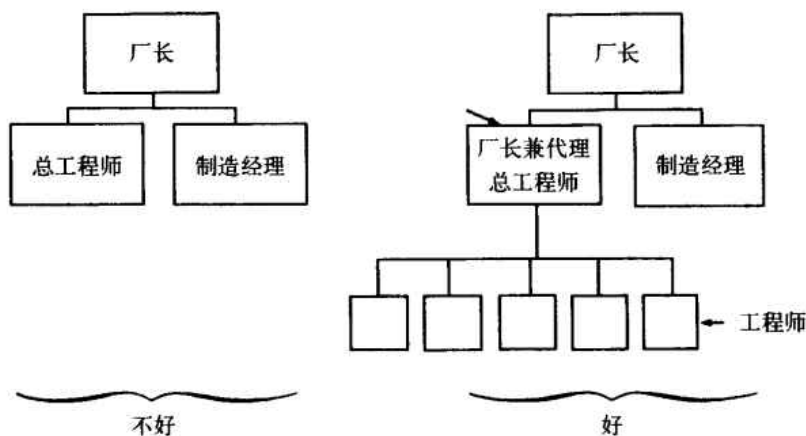 厂长
总工程师
制造经理
不好
厂长
厂长兼代理
总工程师
制造经理
工程师
好